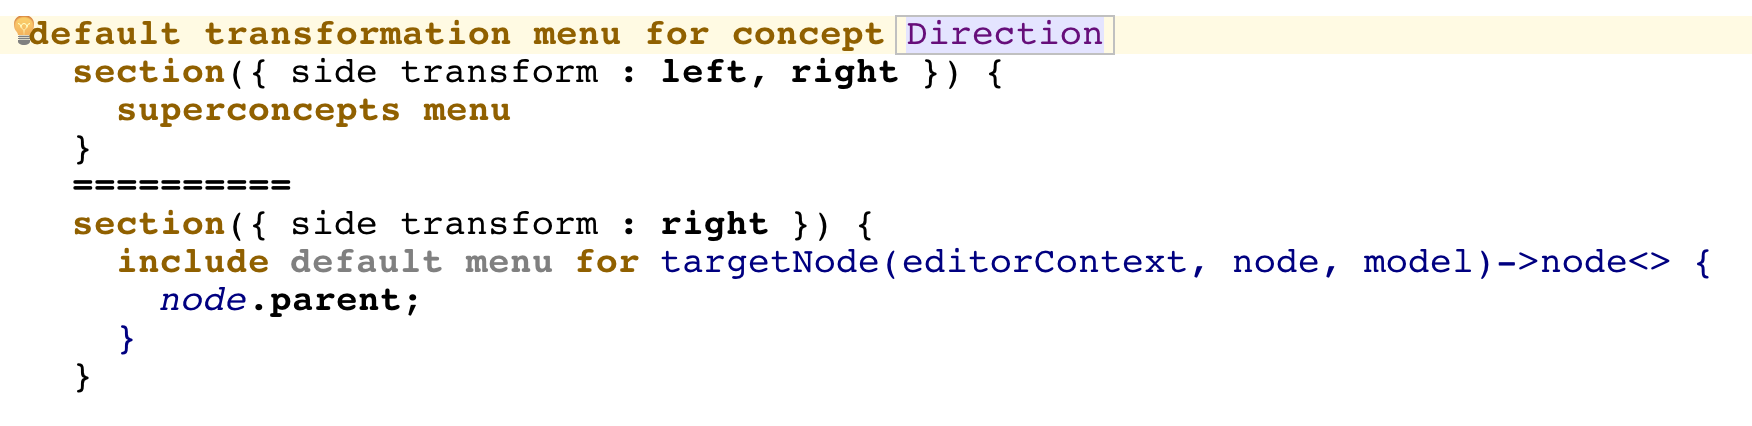 default transformation menu for concept Direction
section({ side transform : left, right }) {
superconcepts menu
}
==========
section({ side transform : right }) {
include default menu for targetNode(editorContext, node, model)->node<> {
node.parent;
}
}